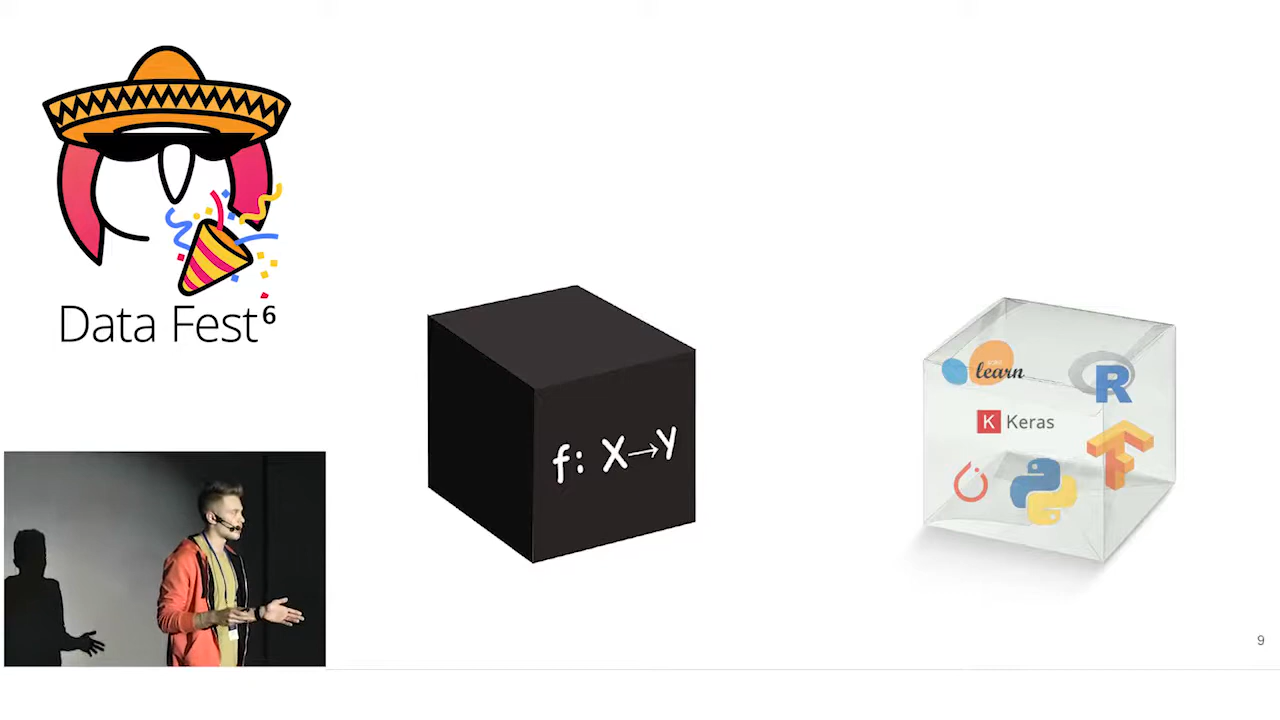 Data Fest⁶
f: X→Y
learn
R
K Keras
9